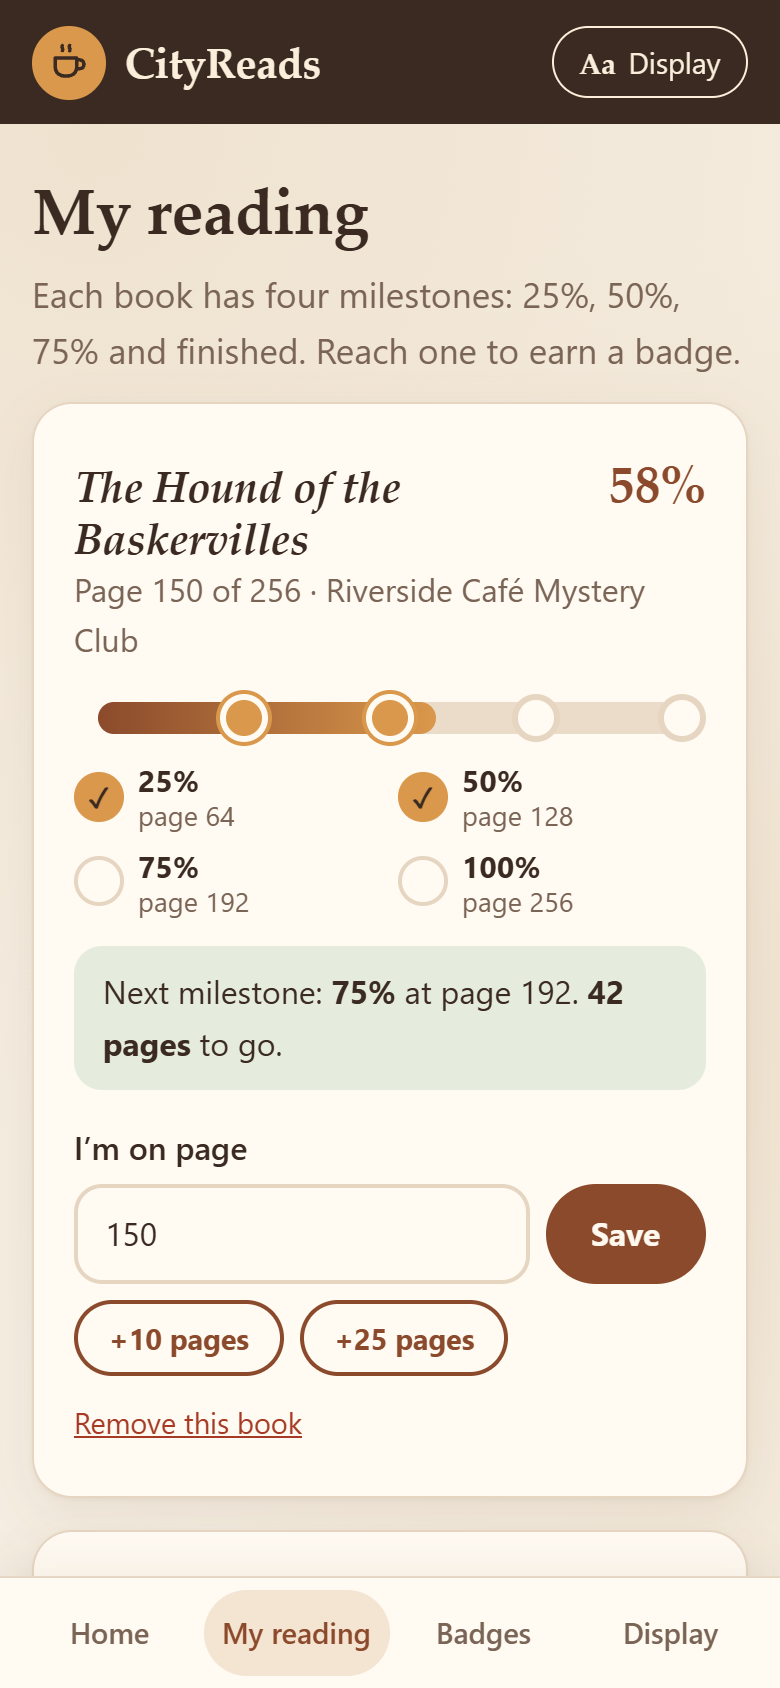 CityReads
Aa Display
My reading
Each book has four milestones: 25%, 50%,
75% and finished. Reach one to earn a badge.
The Hound of the
Baskervilles
58%
Page 150 of 256 · Riverside Café Mystery
Club
25%
page 64
50%
page 128
75%
page 192
100%
page 256
Next milestone: 75% at page 192. 42
pages to go.
I’m on page
150
Save
+10 pages
+25 pages
Remove this book
Home
My reading
Badges
Display